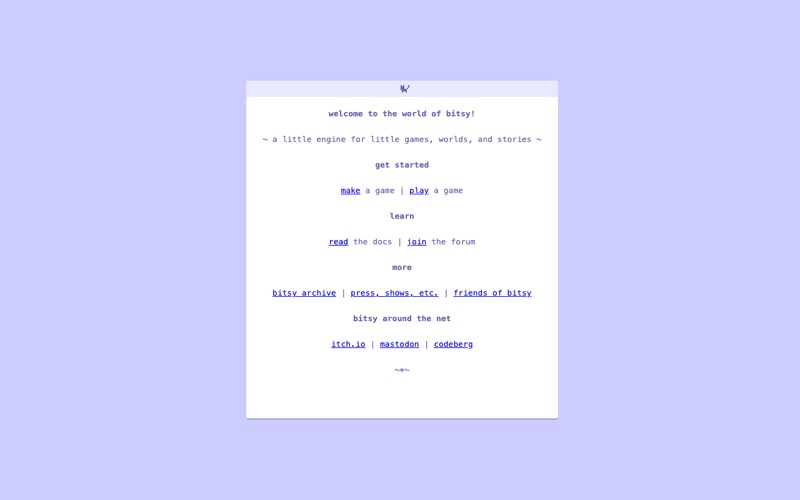 welcome to the world of bitsy!
~ a little engine for little games, worlds, and stories ~
get started
make a game | play a game
learn
read the docs | join the forum
more
bitsy archive | press, shows, etc. | friends of bitsy
bitsy around the net
itch.io | mastodon | codeberg
~*~